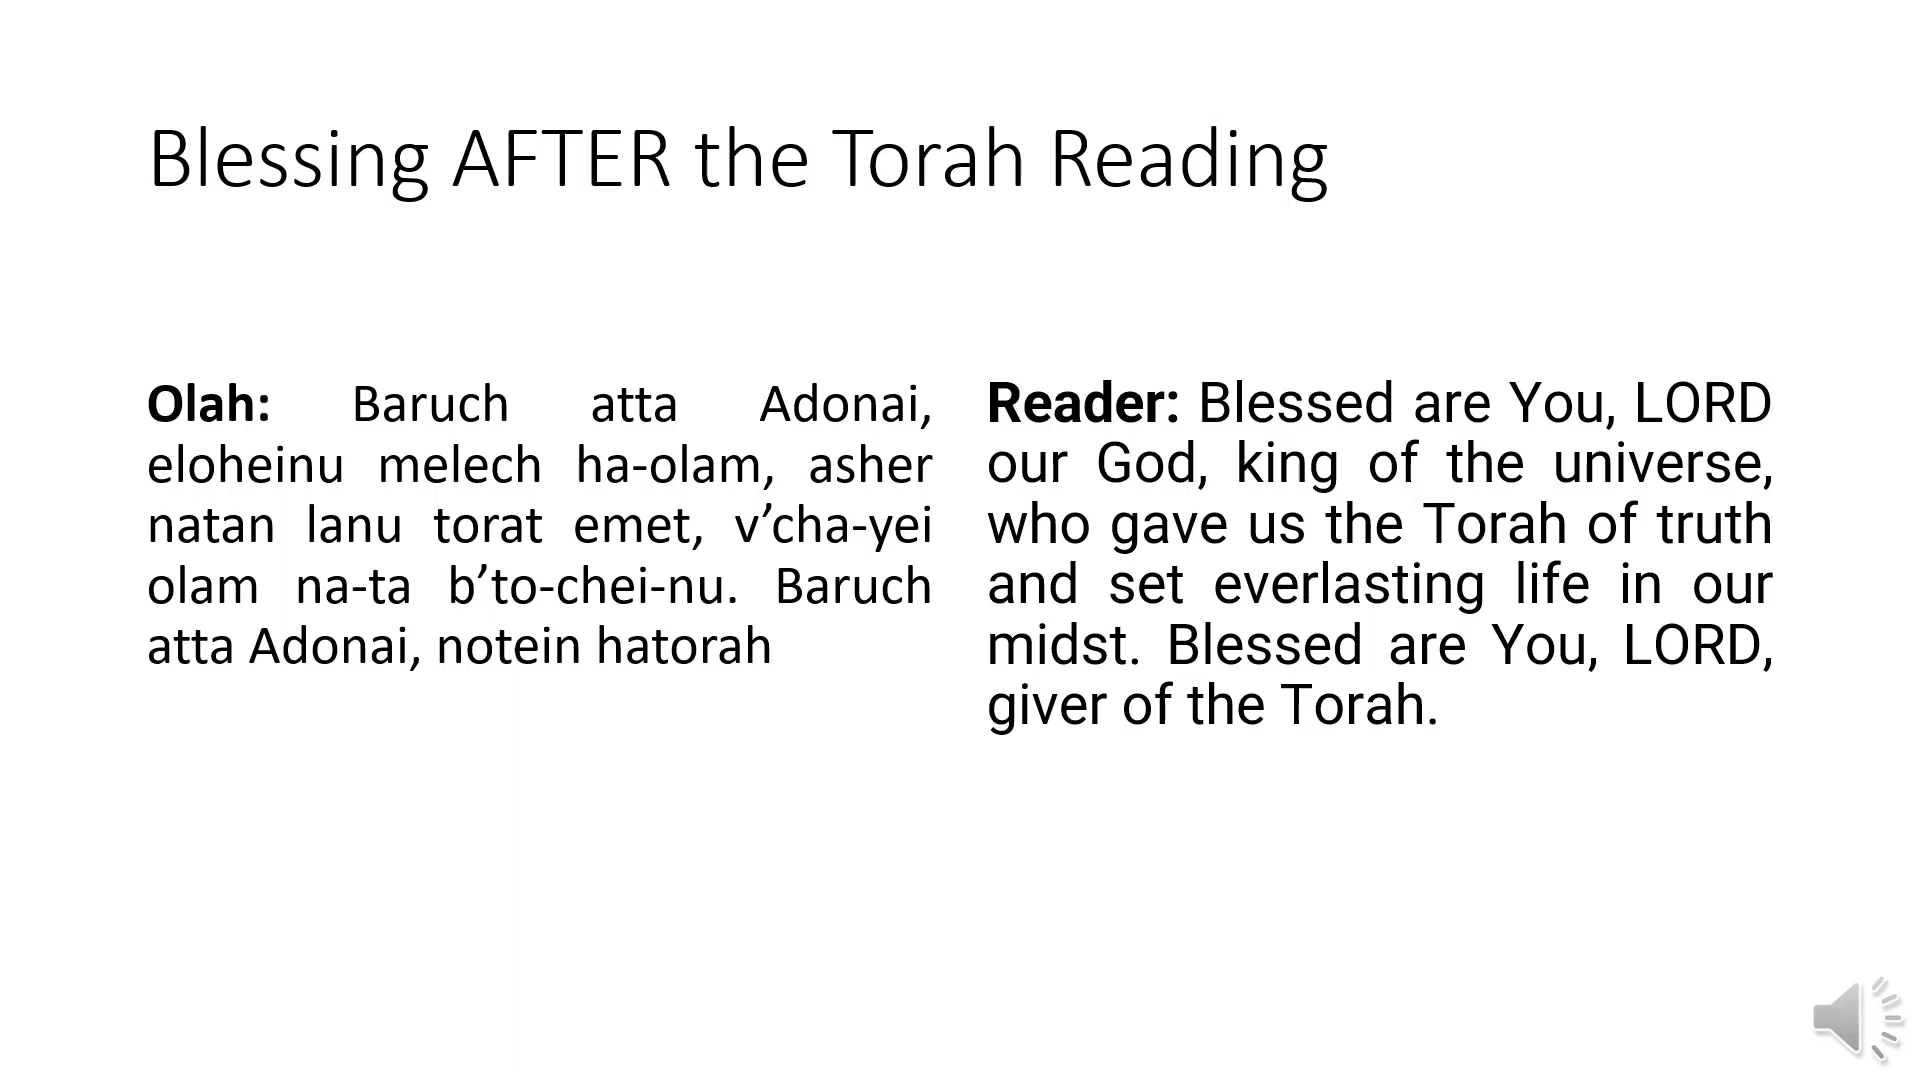 Blessing AFTER the Torah Reading
Olah: Baruch atta Adonai,
eloheinu melech ha-olam, asher
natan lanu torat emet, v’cha-yei
olam na-ta b’to-chei-nu. Baruch
atta Adonai, notein hatorah
Reader: Blessed are You, LORD
our God, king of the universe,
who gave us the Torah of truth
and set everlasting life in our
midst. Blessed are You, LORD,
giver of the Torah.